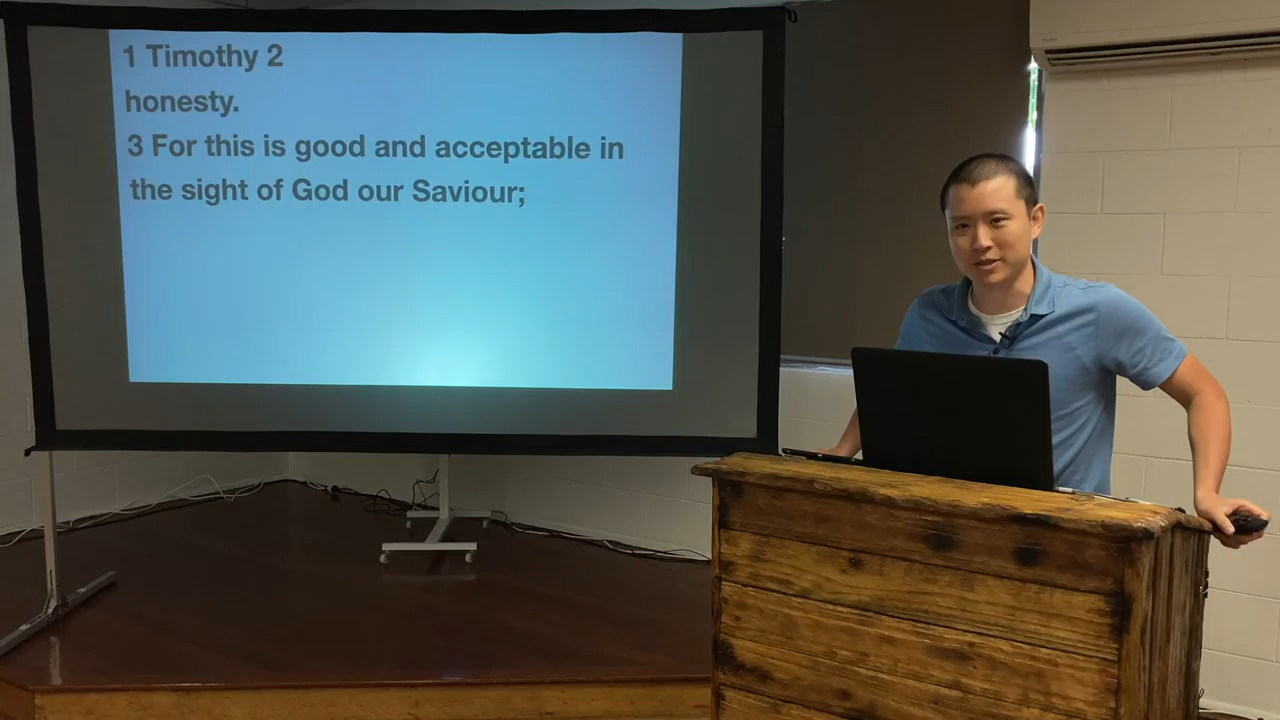 1 Timothy 2
honesty.
3 For this is good and acceptable in
the sight of God our Saviour;